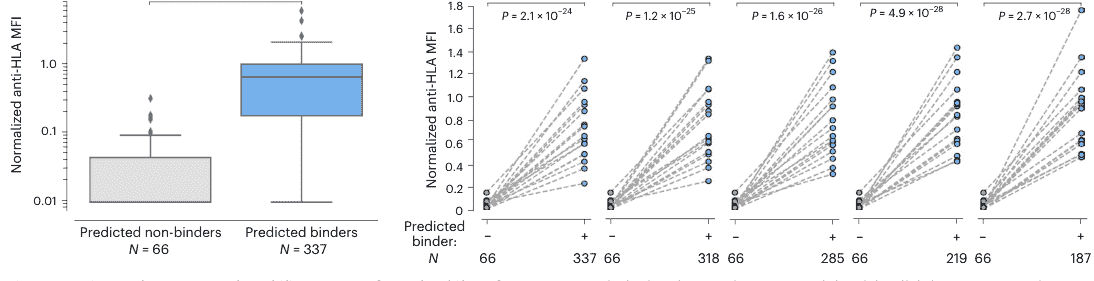 Normalized anti-HLA MFI
1.0
0.1
0.01
Predicted non-binders
N = 66
Predicted binders
N = 337
Normalized anti-HLA MFI
1.8
1.6
1.4
1.2
1.0
0.8
0.6
0.4
0.2
0
P = 2.1 × 10⁻²⁴
P = 1.2 × 10⁻²⁵
P = 1.6 × 10⁻²⁶
P = 4.9 × 10⁻²⁸
P = 2.7 × 10⁻²⁸
Predicted
binder:
– + – + – + – + – +
N 66 337 66 318 66 285 66 219 66 187